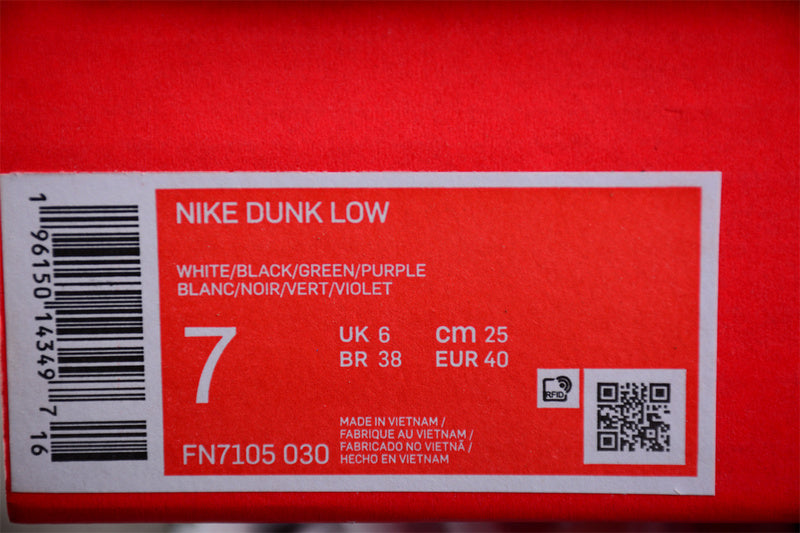 NIKE DUNK LOW
WHITE/BLACK/GREEN/PURPLE
BLANC/NOIR/VERT/VIOLET
7
UK 6 cm 25
BR 38 EUR 40
RFID
FN7105 030
MADE IN VIETNAM /
FABRIQUE AU VIETNAM /
FABRICADO NO VIETNÃ /
HECHO EN VIETNAM
1 96150 14349 7 16